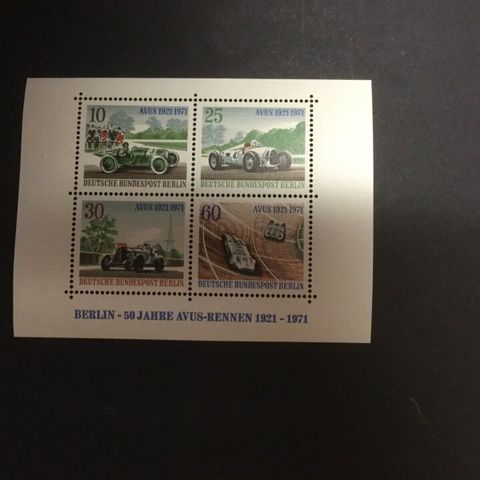 10 AVUS 1921-1971
DEUTSCHE BUNDESPOST BERLIN
25 AVUS 1921-1971
DEUTSCHE BUNDESPOST BERLIN
30 AVUS 1921-1971
DEUTSCHE BUNDESPOST BERLIN
60 AVUS 1921-1971
DEUTSCHE BUNDESPOST BERLIN
BERLIN - 50 JAHRE AVUS-RENNEN 1921 - 1971